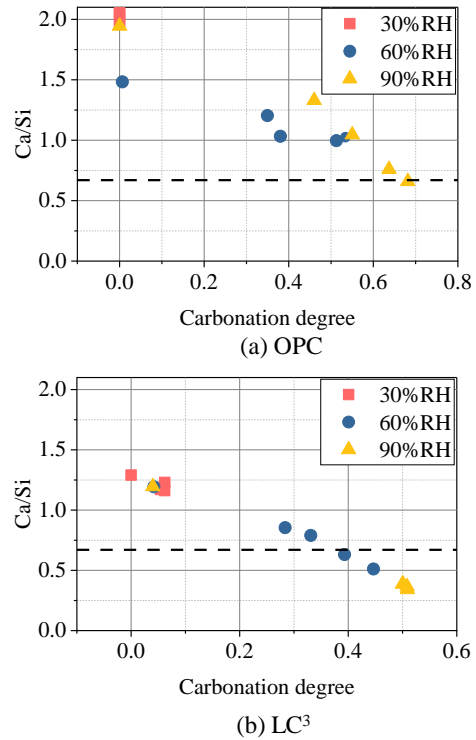 2.0
1.5
1.0
0.5
0.0
Ca/Si
30%RH
60%RH
90%RH
0.0 0.2 0.4 0.6 0.8
Carbonation degree
(a) OPC
2.0
1.5
1.0
0.5
0.0
Ca/Si
30%RH
60%RH
90%RH
0.0 0.2 0.4 0.6
Carbonation degree
(b) LC³